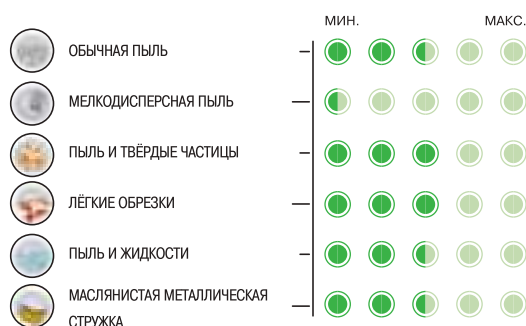 МИН. МАКС.
ОБЫЧНАЯ ПЫЛЬ
МЕЛКОДИСПЕРСНАЯ ПЫЛЬ
ПЫЛЬ И ТВЁРДЫЕ ЧАСТИЦЫ
ЛЁГКИЕ ОБРЕЗКИ
ПЫЛЬ И ЖИДКОСТИ
МАСЛЯНИСТАЯ МЕТАЛЛИЧЕСКАЯ
СТРУЖКА